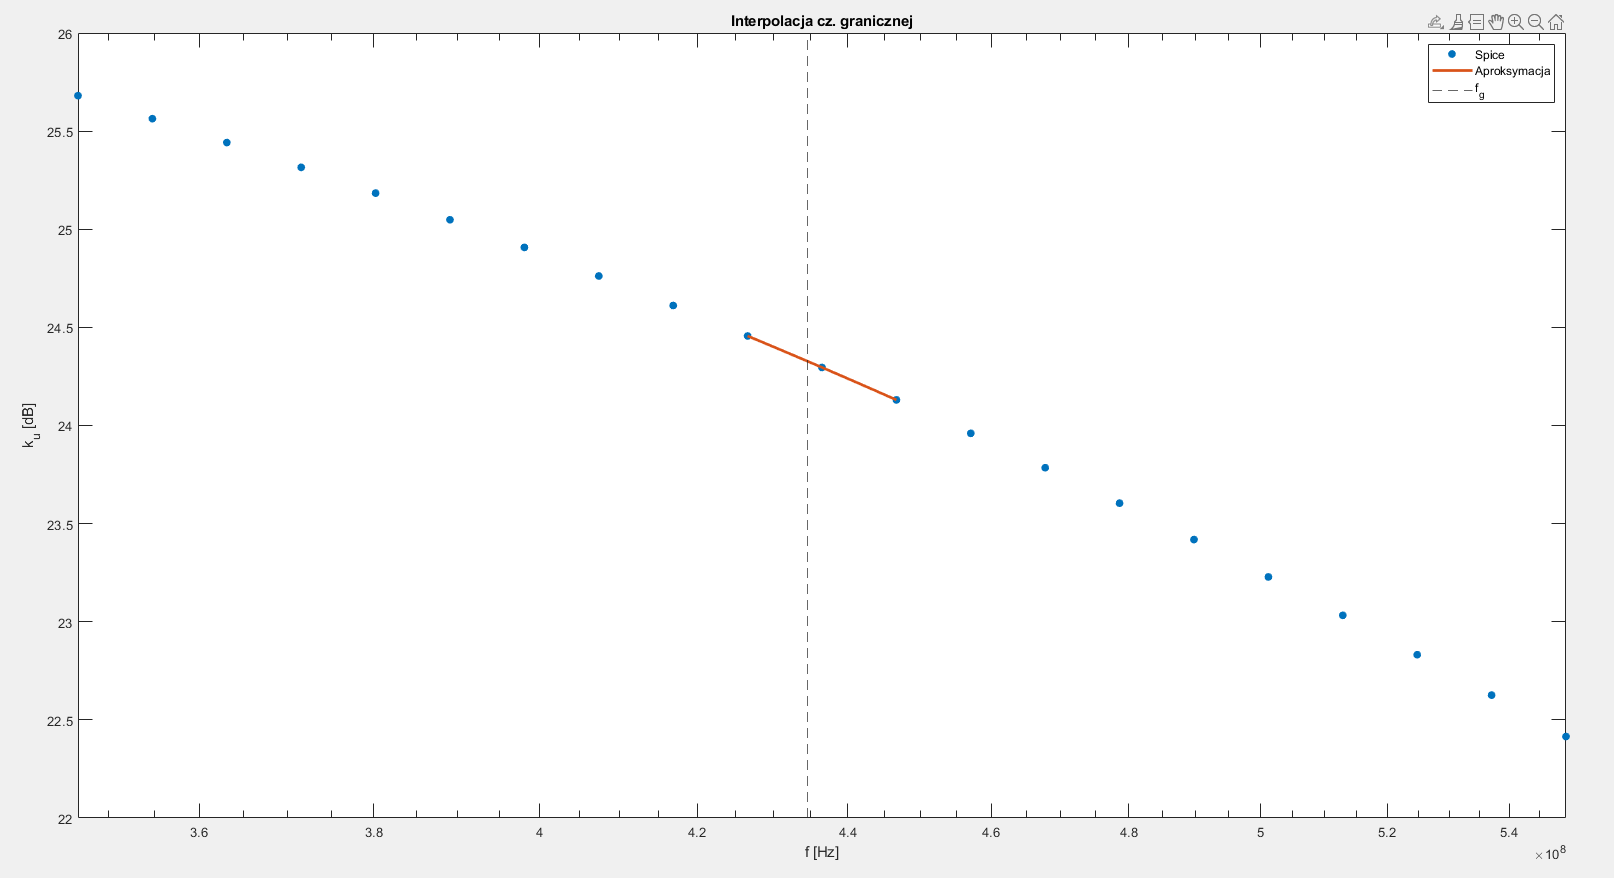 Interpolacja cz. granicznej
Spice
Aproksymacja
f_g
26
25.5
25
24.5
24
23.5
23
22.5
22
k_u [dB]
3.6 3.8 4 4.2 4.4 4.6 4.8 5 5.2 5.4
f [Hz]
×10^8